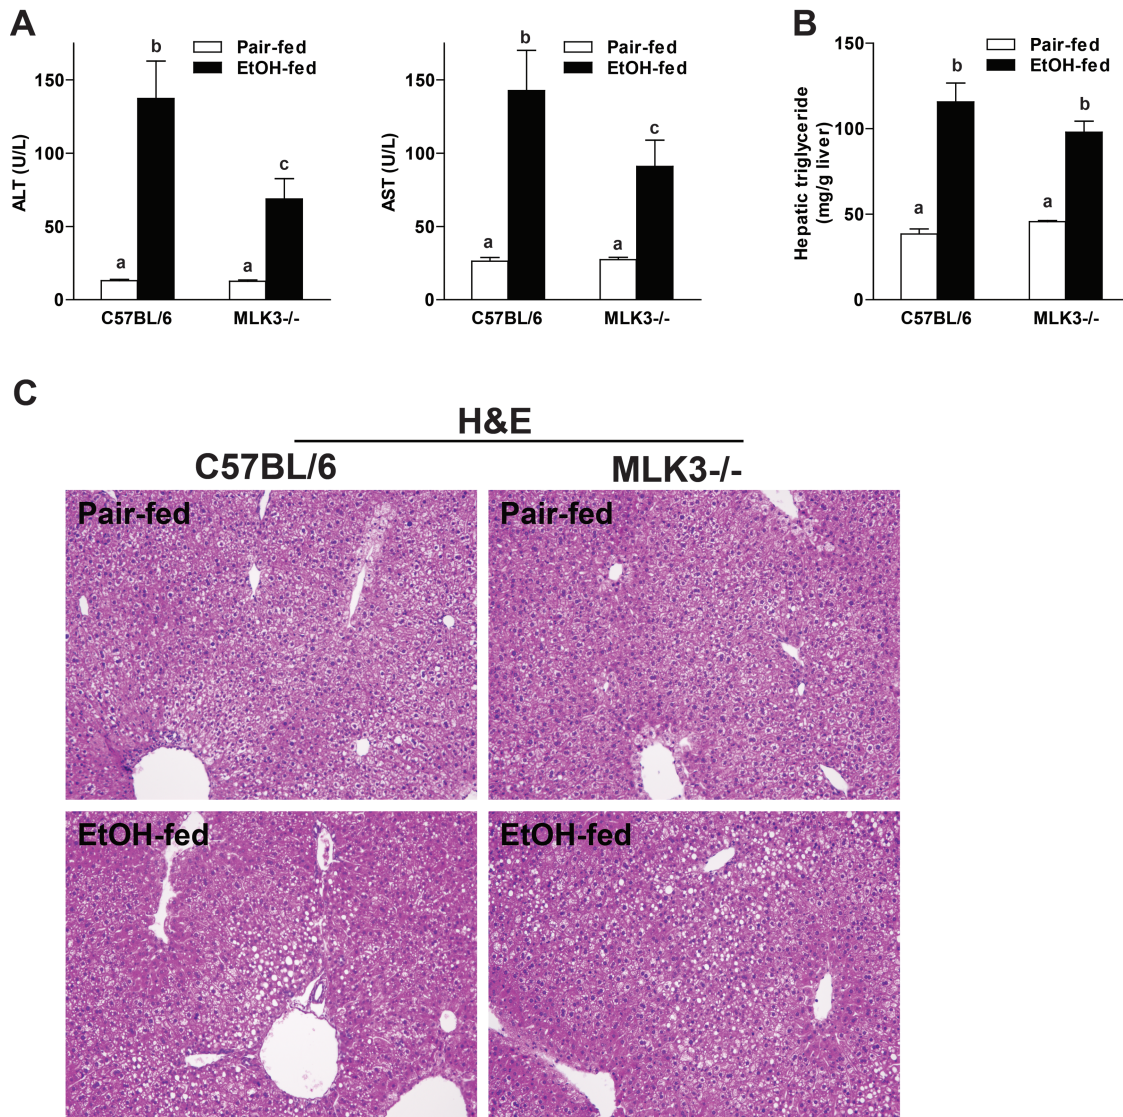 A
ALT (U/L)
150
100
50
0
Pair-fed
EtOH-fed
a
b
a
c
C57BL/6
MLK3-/-
AST (U/L)
150
100
50
0
Pair-fed
EtOH-fed
a
b
a
c
C57BL/6
MLK3-/-
B
Hepatic triglyceride
(mg/g liver)
150
100
50
0
Pair-fed
EtOH-fed
a
b
a
b
C57BL/6
MLK3-/-
C
H&E
C57BL/6
MLK3-/-
Pair-fed
Pair-fed
EtOH-fed
EtOH-fed